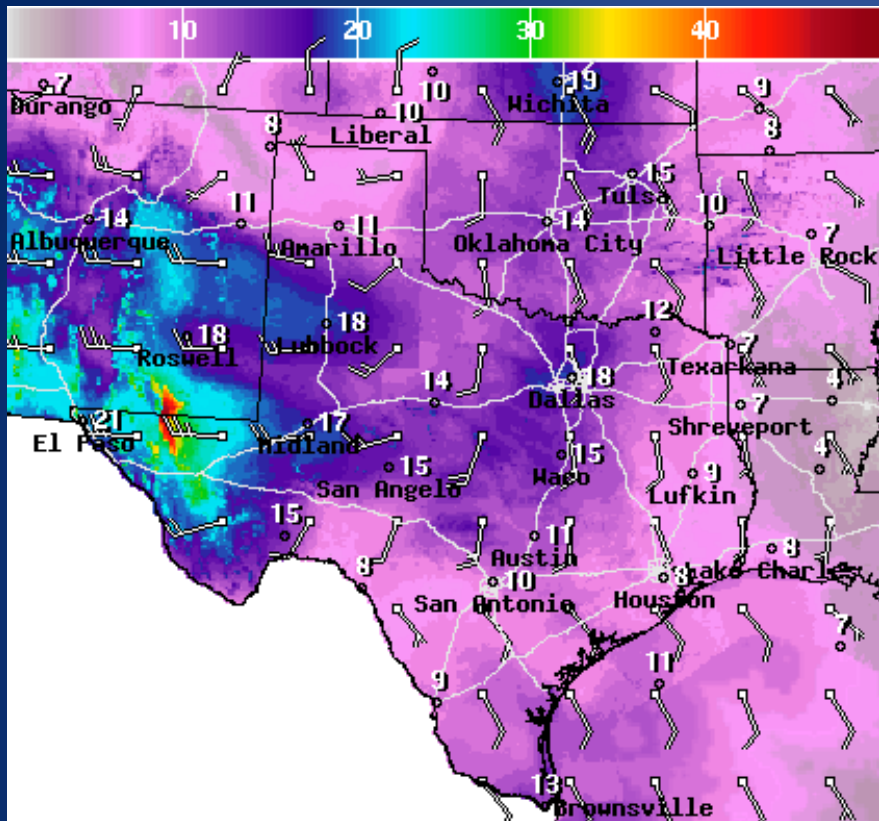 10 20 30 40
7 10 19 9
Durango 10 Wichita
8 Liberal 8
15
Tulsa
14 11 11 14 10 7
Albuquerque Amarillo Oklahoma City Little Rock
18 18 12
Roswell Lubbock 7
Texarkana
14 18 4
Dallas 7
21 17 Shreveport
El Paso Midland 15 4
15 Waco 9
San Angelo Lufkin
15 11 8
Austin
8 10 8 Lake Charles
San Antonio Houston
7
11
9
13
Brownsville